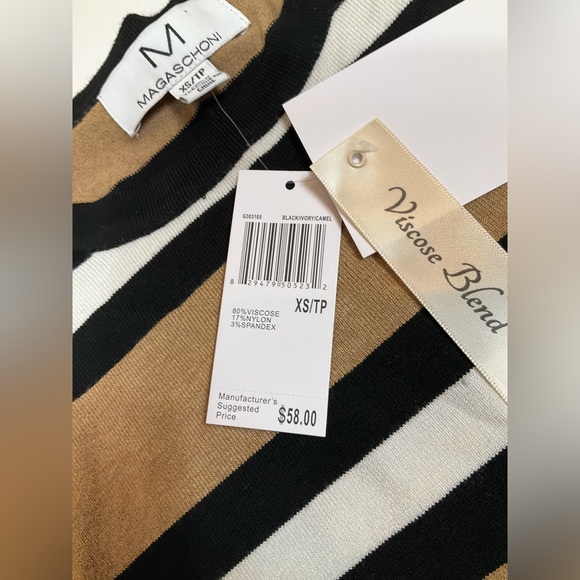 M
MAGASCHONI
XS/TP
G303105 BLACK/IVORY/CAMEL
8 29479 50523 2
XS/TP
80%VISCOSE
17%NYLON
3%SPANDEX
Manufacturer's
Suggested
Price
$58.00
Viscose Blend